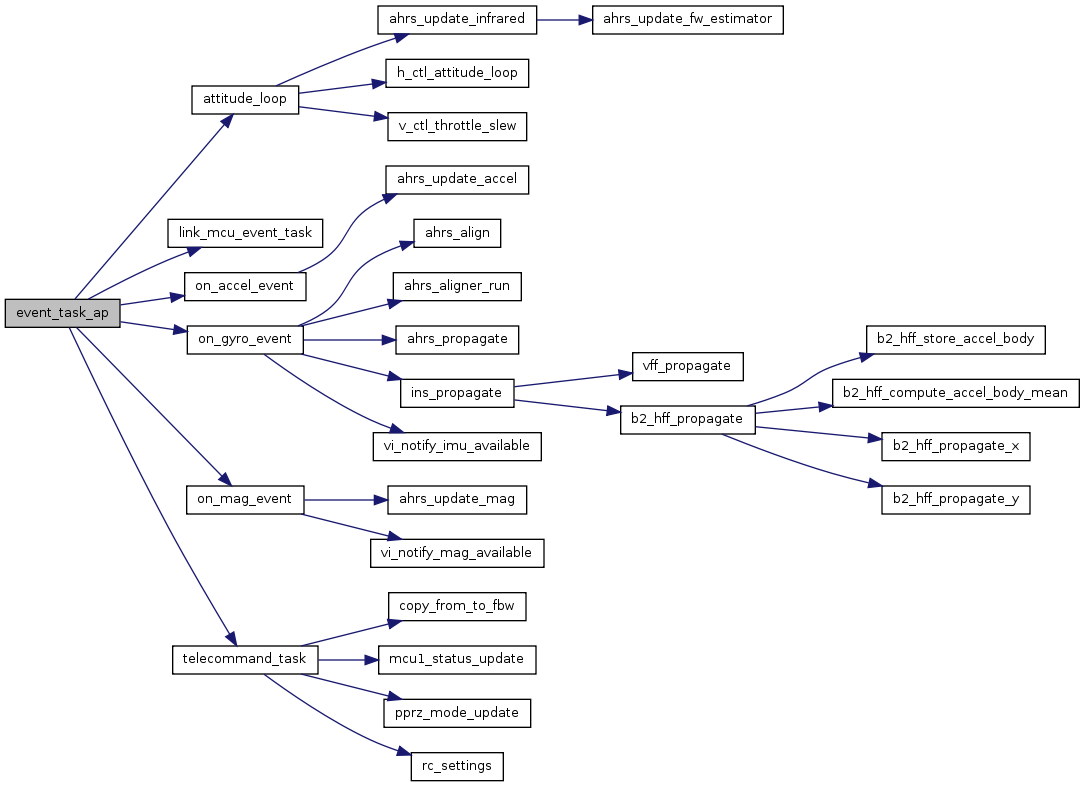 ahrs_update_infrared
ahrs_update_fw_estimator
h_ctl_attitude_loop
attitude_loop
v_ctl_throttle_slew
ahrs_update_accel
link_mcu_event_task
ahrs_align
on_accel_event
ahrs_aligner_run
event_task_ap
on_gyro_event
ahrs_propagate
b2_hff_store_accel_body
vff_propagate
ins_propagate
b2_hff_compute_accel_body_mean
b2_hff_propagate
vi_notify_imu_available
b2_hff_propagate_x
on_mag_event
ahrs_update_mag
b2_hff_propagate_y
vi_notify_mag_available
copy_from_to_fbw
telecommand_task
mcu1_status_update
pprz_mode_update
rc_settings